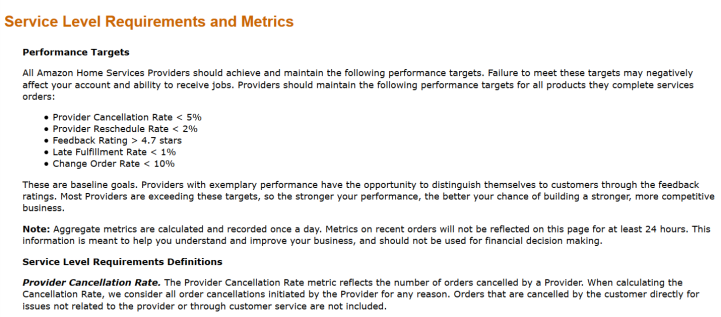 Service Level Requirements and Metrics
Performance Targets
All Amazon Home Services Providers should achieve and maintain the following performance targets. Failure to meet these targets may negatively
affect your account and ability to receive jobs. Providers should maintain the following performance targets for all products they complete services
orders:
• Provider Cancellation Rate < 5%
• Provider Reschedule Rate < 2%
• Feedback Rating > 4.7 stars
• Late Fulfillment Rate < 1%
• Change Order Rate < 10%
These are baseline goals. Providers with exemplary performance have the opportunity to distinguish themselves to customers through the feedback
ratings. Most Providers are exceeding these targets, so the stronger your performance, the better your chance of building a stronger, more competitive
business.
Note: Aggregate metrics are calculated and recorded once a day. Metrics on recent orders will not be reflected on this page for at least 24 hours. This
information is meant to help you understand and improve your business, and should not be used for financial decision making.
Service Level Requirements Definitions
Provider Cancellation Rate. The Provider Cancellation Rate metric reflects the number of orders cancelled by a Provider. When calculating the
Cancellation Rate, we consider all order cancellations initiated by the Provider for any reason. Orders that are cancelled by the customer directly for
issues not related to the provider or through customer service are not included.